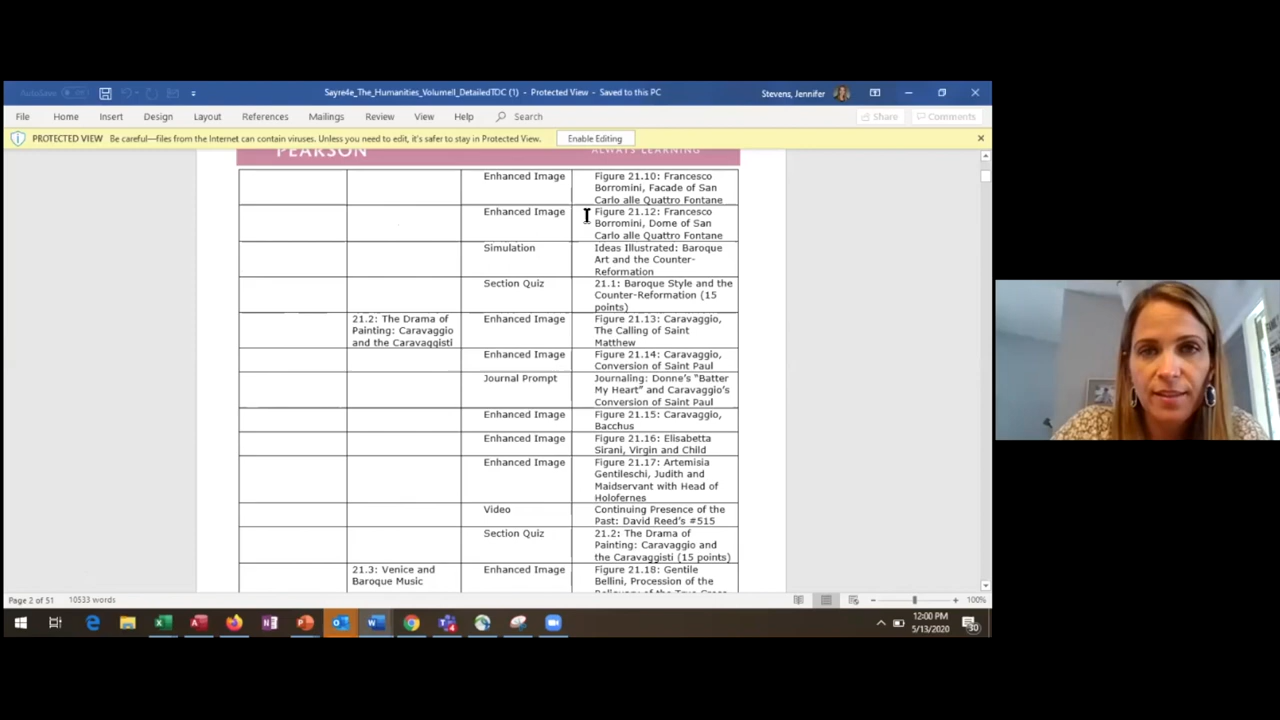 AutoSave
Sayre4e_The_Humanities_VolumeII_DetailedTDC (1) - Protected View - Saved to this PC
Stevens, Jennifer
File Home Insert Design Layout References Mailings Review View Help Search
Share Comments
PROTECTED VIEW Be careful—files from the Internet can contain viruses. Unless you need to edit, it's safer to stay in Protected View. Enable Editing
PEARSON ALWAYS LEARNING
Enhanced Image
Figure 21.10: Francesco
Borromini, Facade of San
Carlo alle Quattro Fontane
Enhanced Image
Figure 21.12: Francesco
Borromini, Dome of San
Carlo alle Quattro Fontane
Simulation
Ideas Illustrated: Baroque
Art and the Counter-
Reformation
Section Quiz
21.1: Baroque Style and the
Counter-Reformation (15
points)
21.2: The Drama of
Painting: Caravaggio
and the Caravaggisti
Enhanced Image
Figure 21.13: Caravaggio,
The Calling of Saint
Matthew
Enhanced Image
Figure 21.14: Caravaggio,
Conversion of Saint Paul
Journal Prompt
Journaling: Donne's "Batter
My Heart" and Caravaggio's
Conversion of Saint Paul
Enhanced Image
Figure 21.15: Caravaggio,
Bacchus
Enhanced Image
Figure 21.16: Elisabetta
Sirani, Virgin and Child
Enhanced Image
Figure 21.17: Artemisia
Gentileschi, Judith and
Maidservant with Head of
Holofernes
Video
Continuing Presence of the
Past: David Reed's #515
Section Quiz
21.2: The Drama of
Painting: Caravaggio and
the Caravaggisti (15 points)
21.3: Venice and
Baroque Music
Enhanced Image
Figure 21.18: Gentile
Bellini, Procession of the
Reliquary of the True Cross
Page 2 of 51 10533 words
100%
12:00 PM
5/13/2020
30